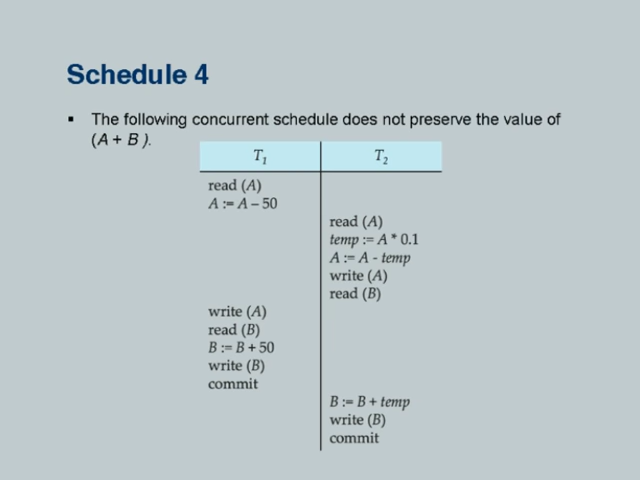 Schedule 4
▪ The following concurrent schedule does not preserve the value of
(A + B ).
T1 T2
read (A)
A := A – 50
read (A)
temp := A * 0.1
A := A - temp
write (A)
read (B)
write (A)
read (B)
B := B + 50
write (B)
commit
B := B + temp
write (B)
commit